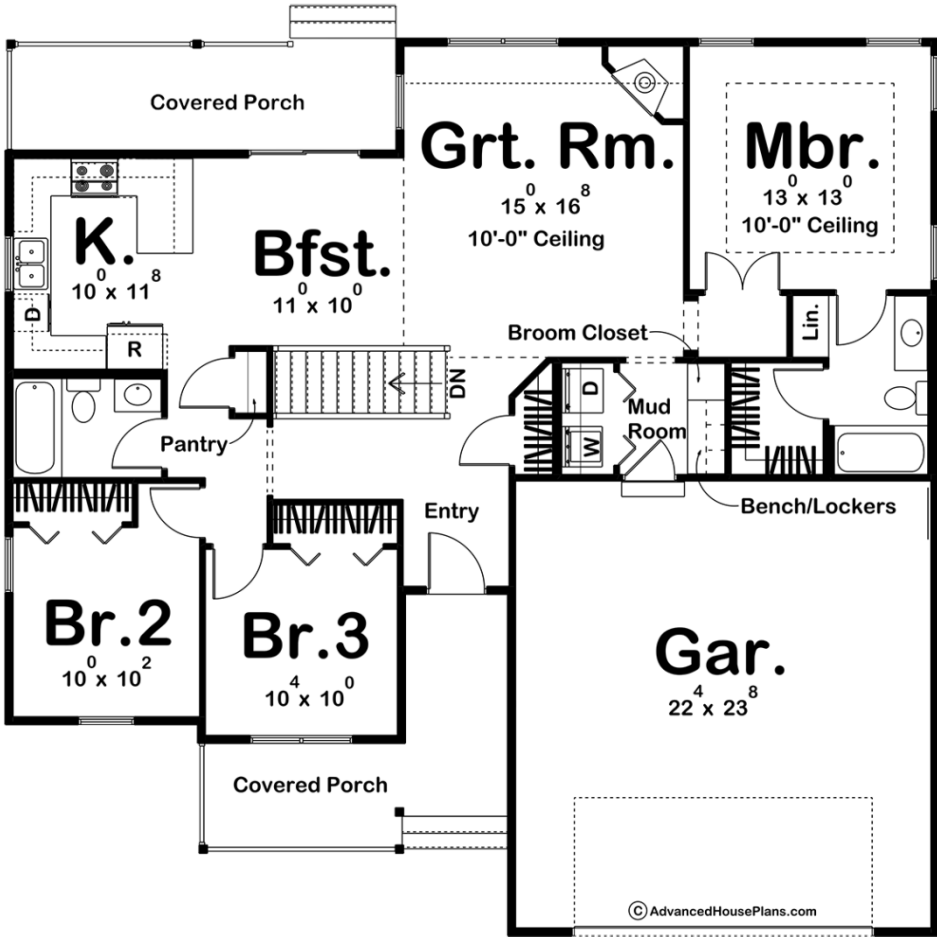 Covered Porch
Grt. Rm.
15⁰ x 16⁸
10'-0" Ceiling
Mbr.
13⁰ x 13⁰
10'-0" Ceiling
K.
10⁰ x 11⁸
Bfst.
11⁰ x 10⁰
D
R
Broom Closet
Lin.
DN
D
W
Mud
Room
Pantry
Entry
Bench/Lockers
Br.2
10⁰ x 10²
Br.3
10⁴ x 10⁰
Gar.
22⁴ x 23⁸
Covered Porch
© AdvancedHousePlans.com